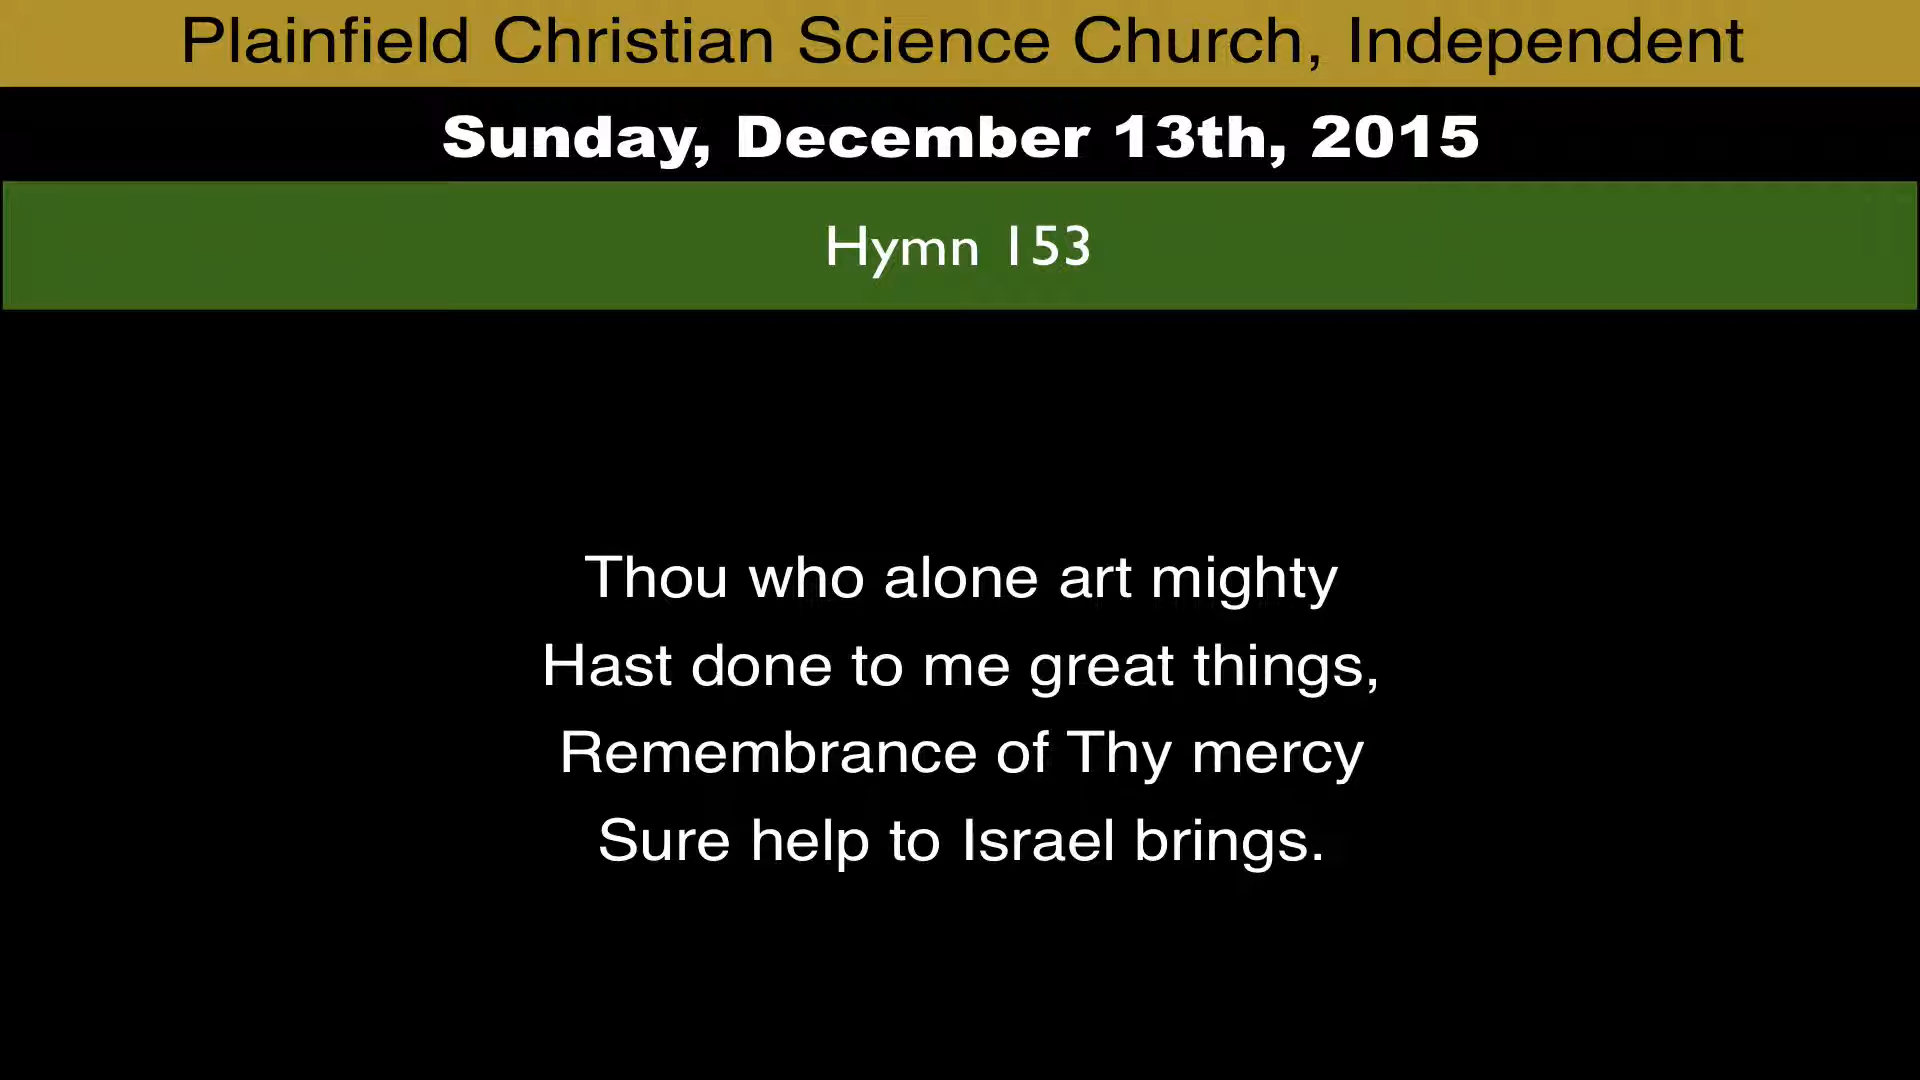 Plainfield Christian Science Church, Independent
Sunday, December 13th, 2015
Hymn 153
Thou who alone art mighty
Hast done to me great things,
Remembrance of Thy mercy
Sure help to Israel brings.